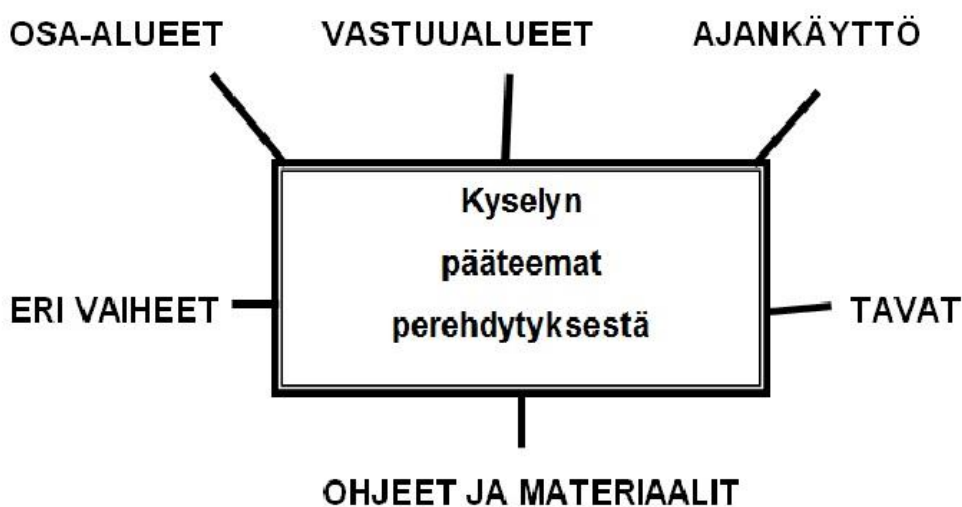 OSA-ALUEET
VASTUUALUEET
AJANKÄYTTÖ
Kyselyn
pääteemat
perehdytyksestä
ERI VAIHEET
TAVAT
OHJEET JA MATERIAALIT